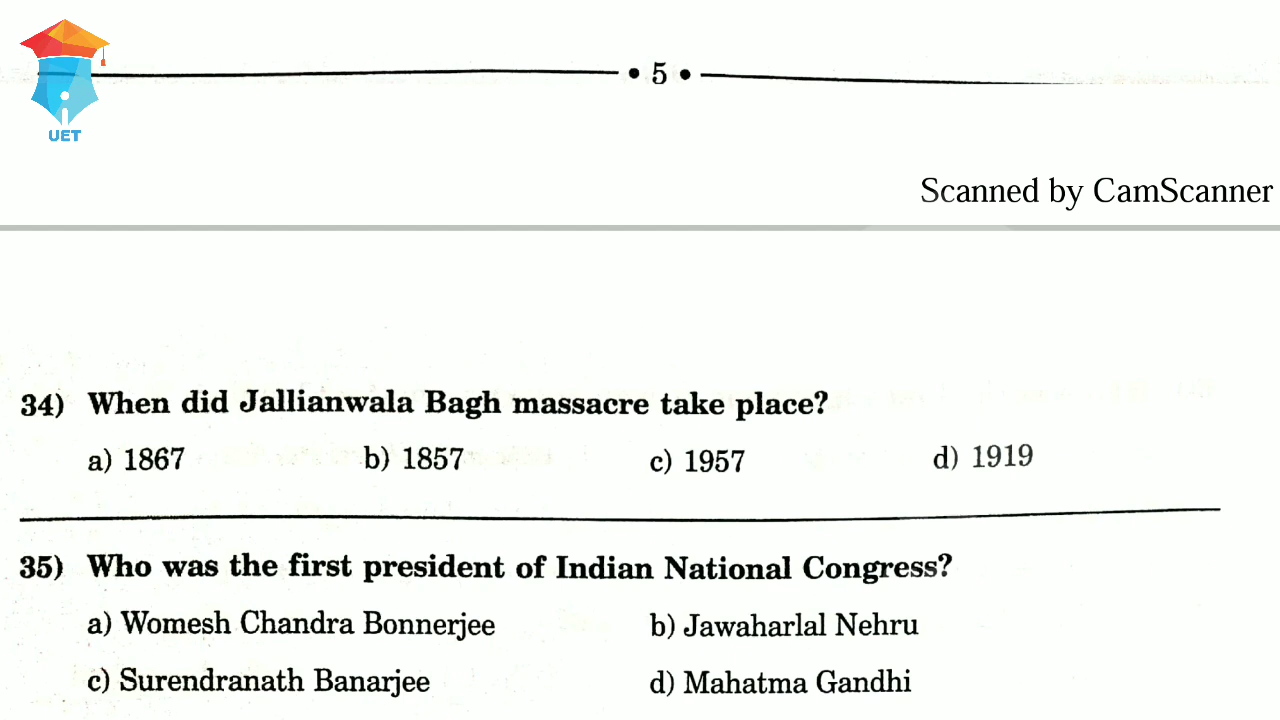 UET
• 5 •
Scanned by CamScanner
34) When did Jallianwala Bagh massacre take place?
a) 1867 b) 1857 c) 1957 d) 1919
35) Who was the first president of Indian National Congress?
a) Womesh Chandra Bonnerjee b) Jawaharlal Nehru
c) Surendranath Banarjee d) Mahatma Gandhi